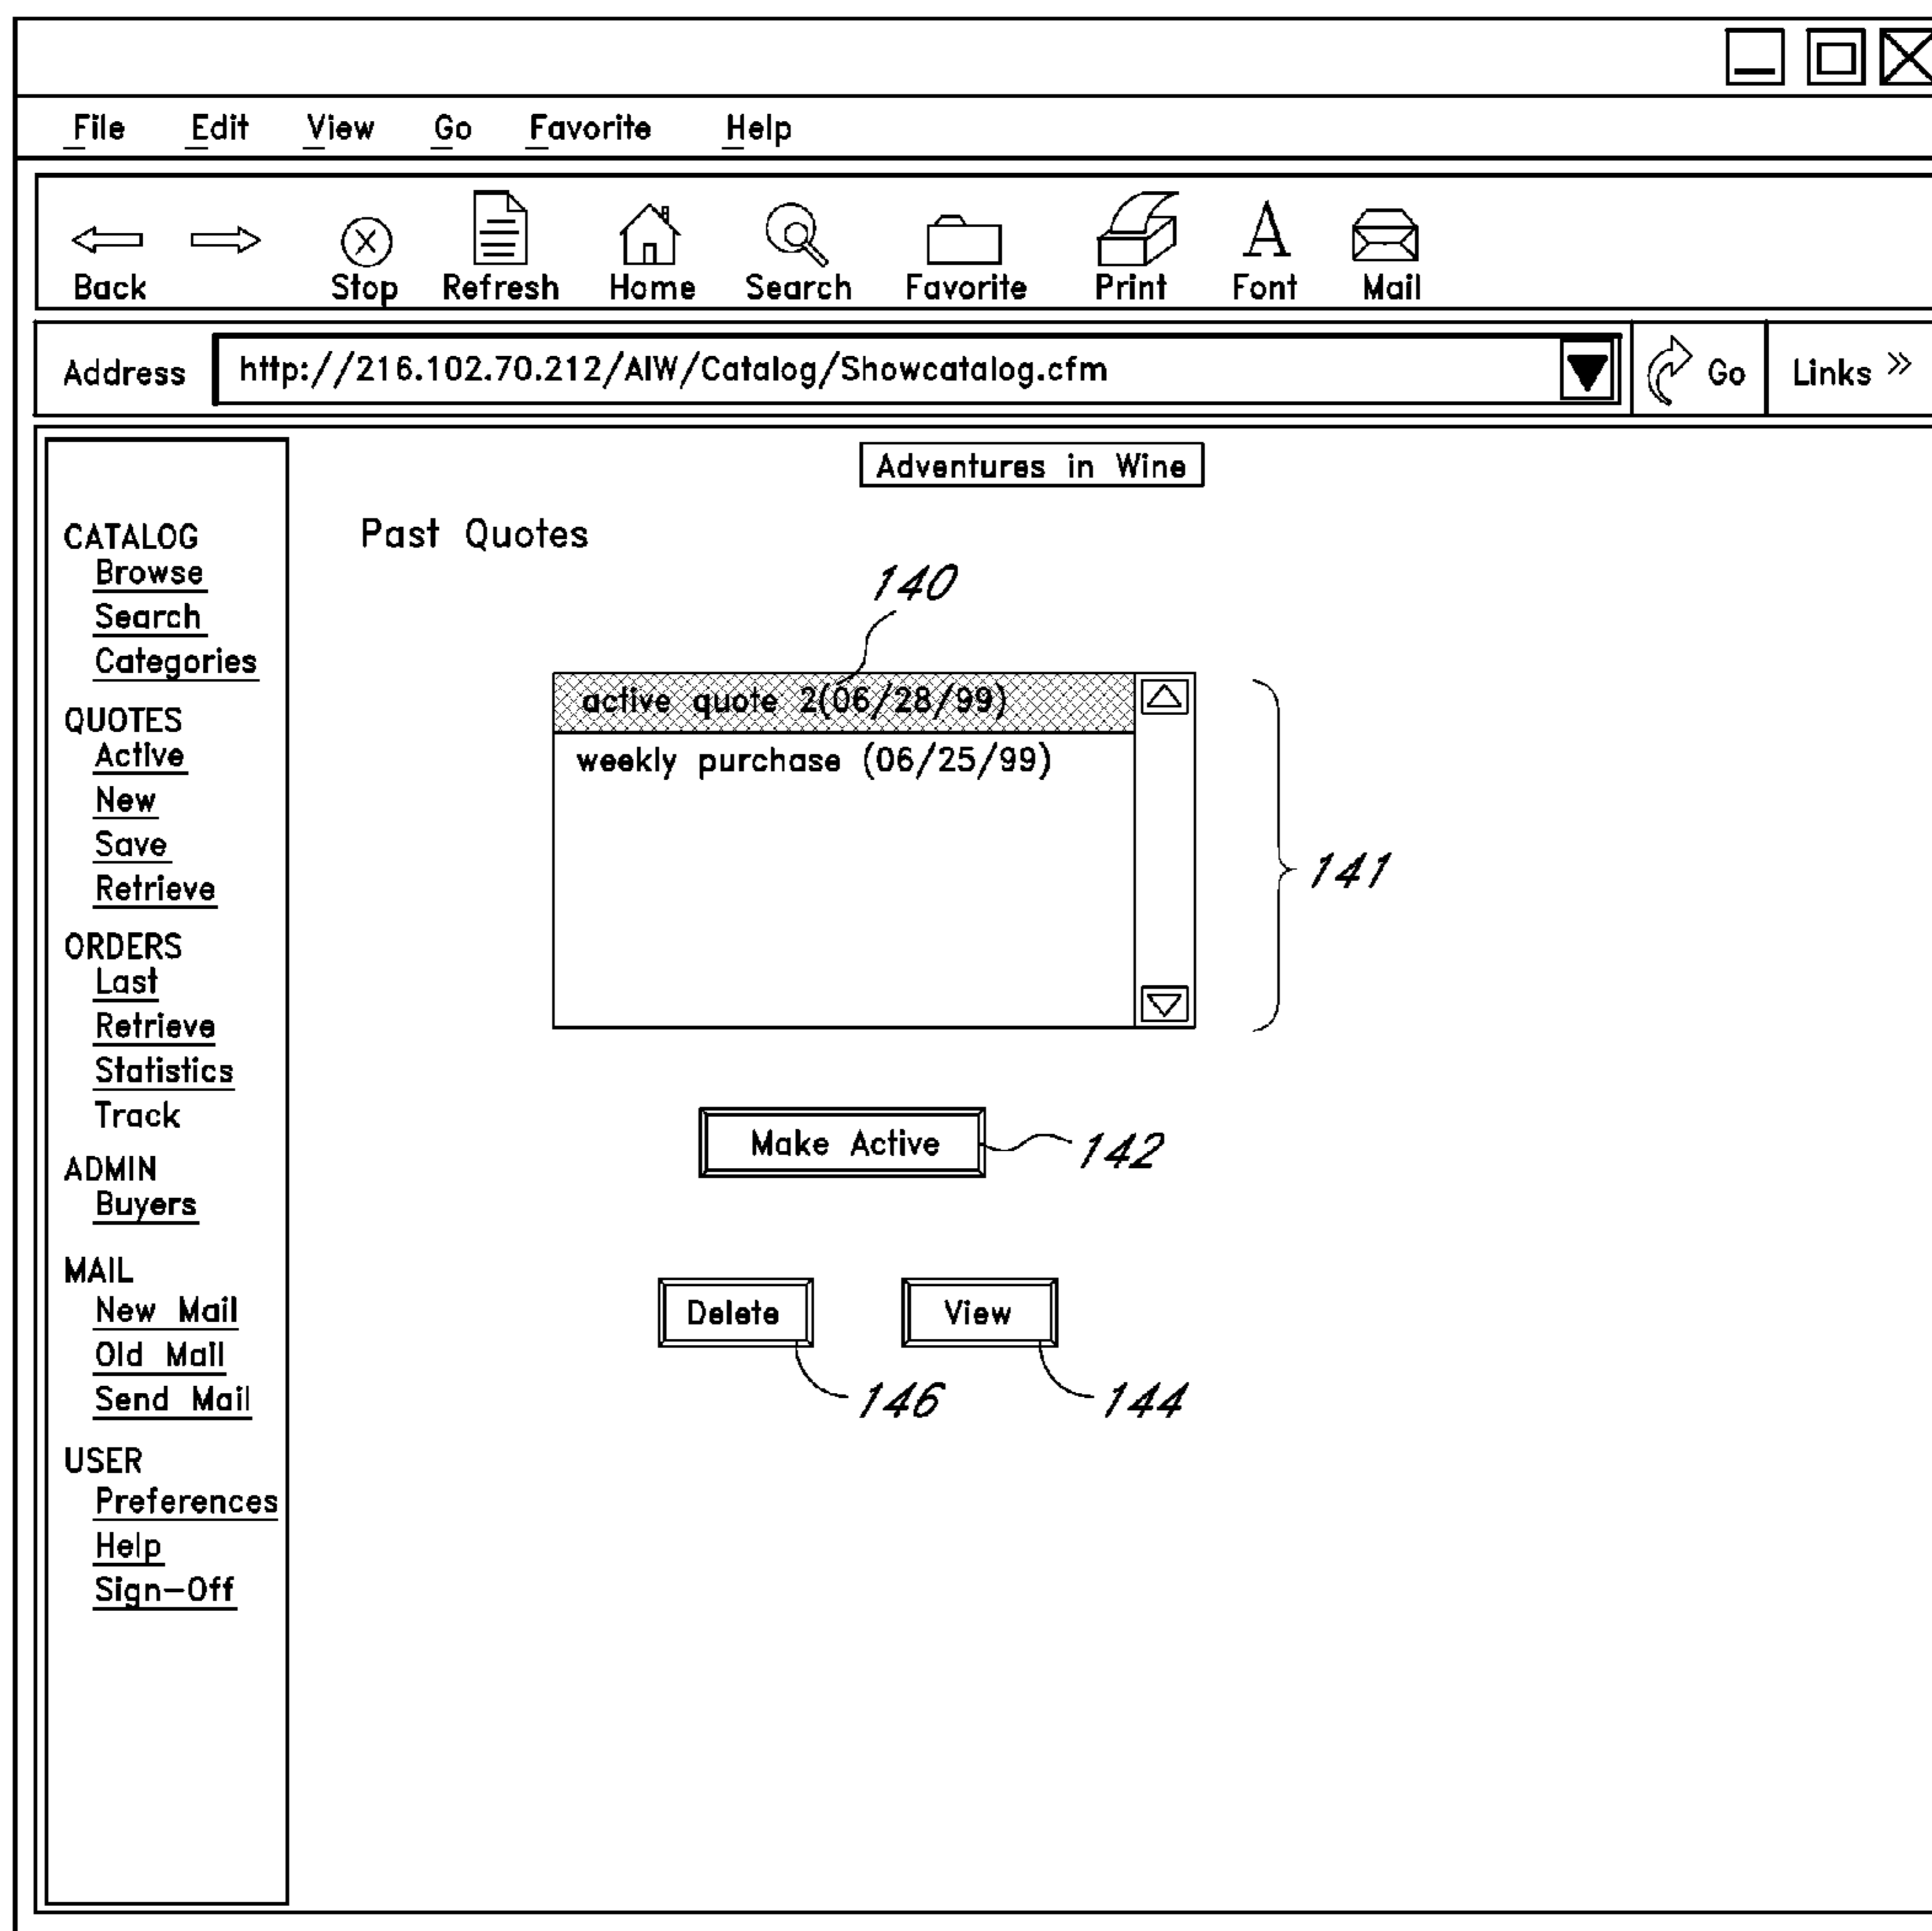 File Edit View Go Favorite Help
Back Stop Refresh Home Search Favorite Print Font Mail
Address http://216.102.70.212/AIW/Catalog/Showcatalog.cfm Go Links »
Adventures in Wine
CATALOG
Browse
Search
Categories
QUOTES
Active
New
Save
Retrieve
ORDERS
Last
Retrieve
Statistics
Track
ADMIN
Buyers
MAIL
New Mail
Old Mail
Send Mail
USER
Preferences
Help
Sign-Off
Past Quotes
140
active quote 2(06/28/99)
weekly purchase (06/25/99)
141
Make Active 142
Delete View
146 144